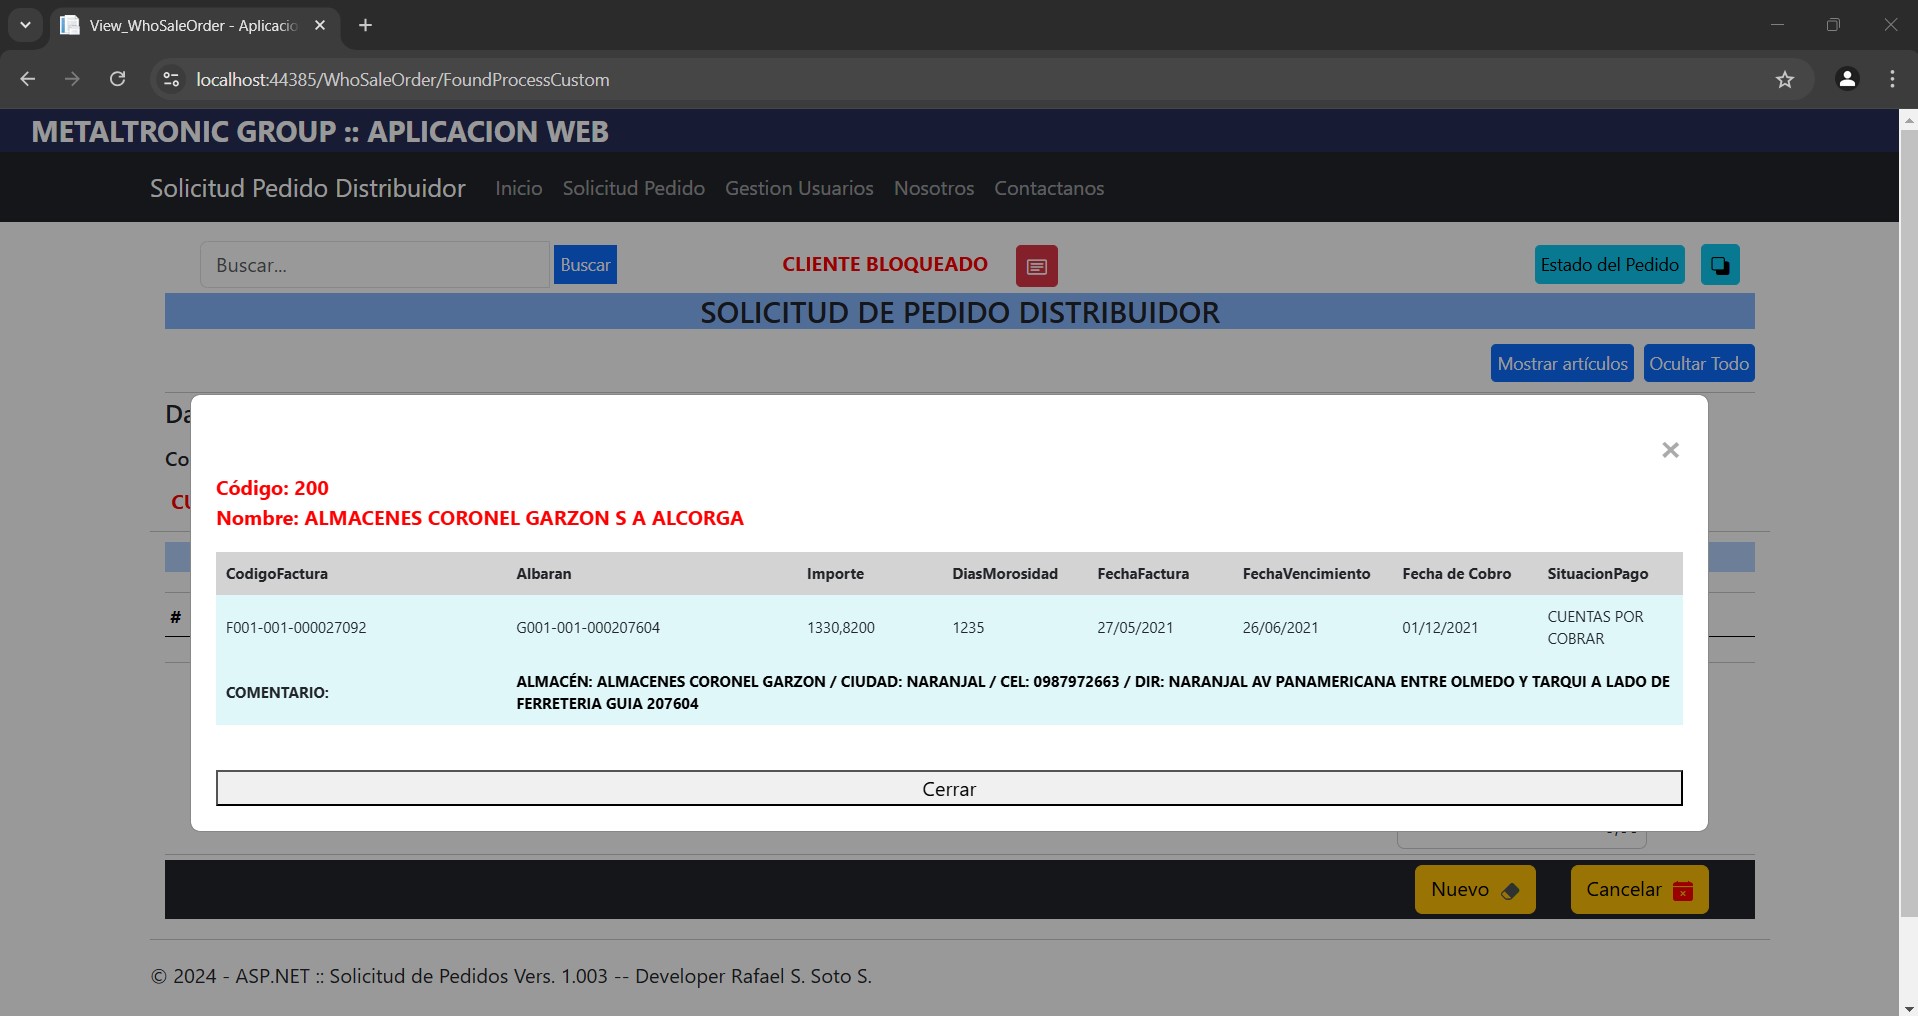 View_WhoSaleOrder - Aplicacio
localhost:44385/WhoSaleOrder/FoundProcessCustom
METALTRONIC GROUP :: APLICACION WEB
Solicitud Pedido Distribuidor Inicio Solicitud Pedido Gestion Usuarios Nosotros Contactanos
Buscar... Buscar CLIENTE BLOQUEADO Estado del Pedido
SOLICITUD DE PEDIDO DISTRIBUIDOR
Mostrar artículos Ocultar Todo
Da
Co
Código: 200
Nombre: ALMACENES CORONEL GARZON S A ALCORGA
CodigoFactura Albaran Importe DiasMorosidad FechaFactura FechaVencimiento Fecha de Cobro SituacionPago
#
F001-001-000027092 G001-001-000207604 1330,8200 1235 27/05/2021 26/06/2021 01/12/2021 CUENTAS POR
COBRAR
COMENTARIO: ALMACÉN: ALMACENES CORONEL GARZON / CIUDAD: NARANJAL / CEL: 0987972663 / DIR: NARANJAL AV PANAMERICANA ENTRE OLMEDO Y TARQUI A LADO DE
FERRETERIA GUIA 207604
Cerrar
Nuevo Cancelar
© 2024 - ASP.NET :: Solicitud de Pedidos Vers. 1.003 -- Developer Rafael S. Soto S.